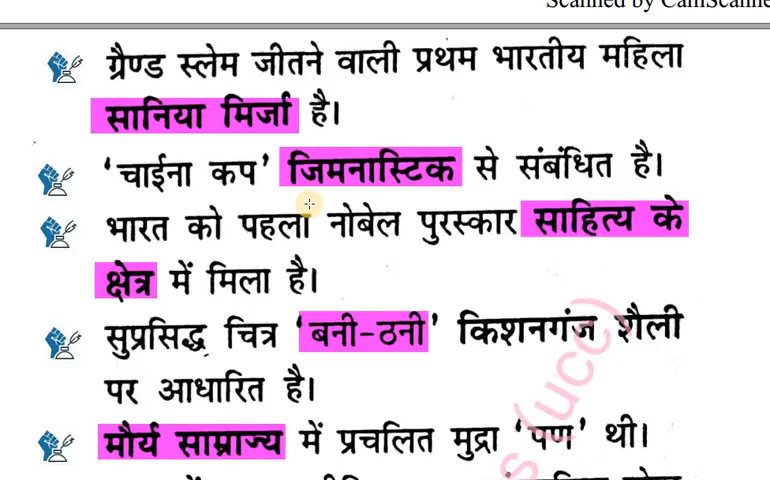 Scanned by CamScanne
ग्रैण्ड स्लेम जीतने वाली प्रथम भारतीय महिला
सानिया मिर्जा है।
'चाईना कप' जिमनास्टिक से संबंधित है।
भारत को पहला नोबेल पुरस्कार साहित्य के
क्षेत्र में मिला है।
सुप्रसिद्ध चित्र 'बनी-ठनी' किशनगंज शैली
पर आधारित है।
मौर्य साम्राज्य में प्रचलित मुद्रा 'पण' थी।
s (ucc)